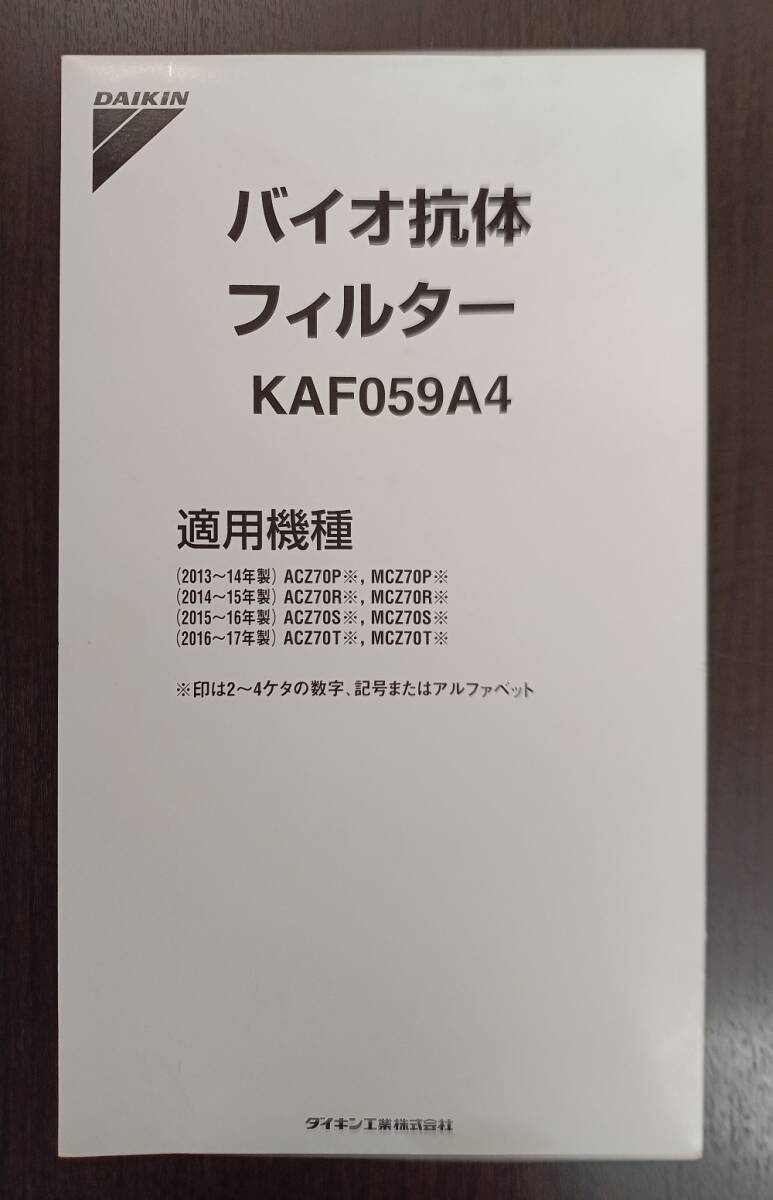 DAIKIN
バイオ抗体
フィルター
KAF059A4
適用機種
(2013～14年製) ACZ70P※, MCZ70P※
(2014～15年製) ACZ70R※, MCZ70R※
(2015～16年製) ACZ70S※, MCZ70S※
(2016～17年製) ACZ70T※, MCZ70T※
※印は2～4ケタの数字、記号またはアルファベット
ダイキン工業株式会社